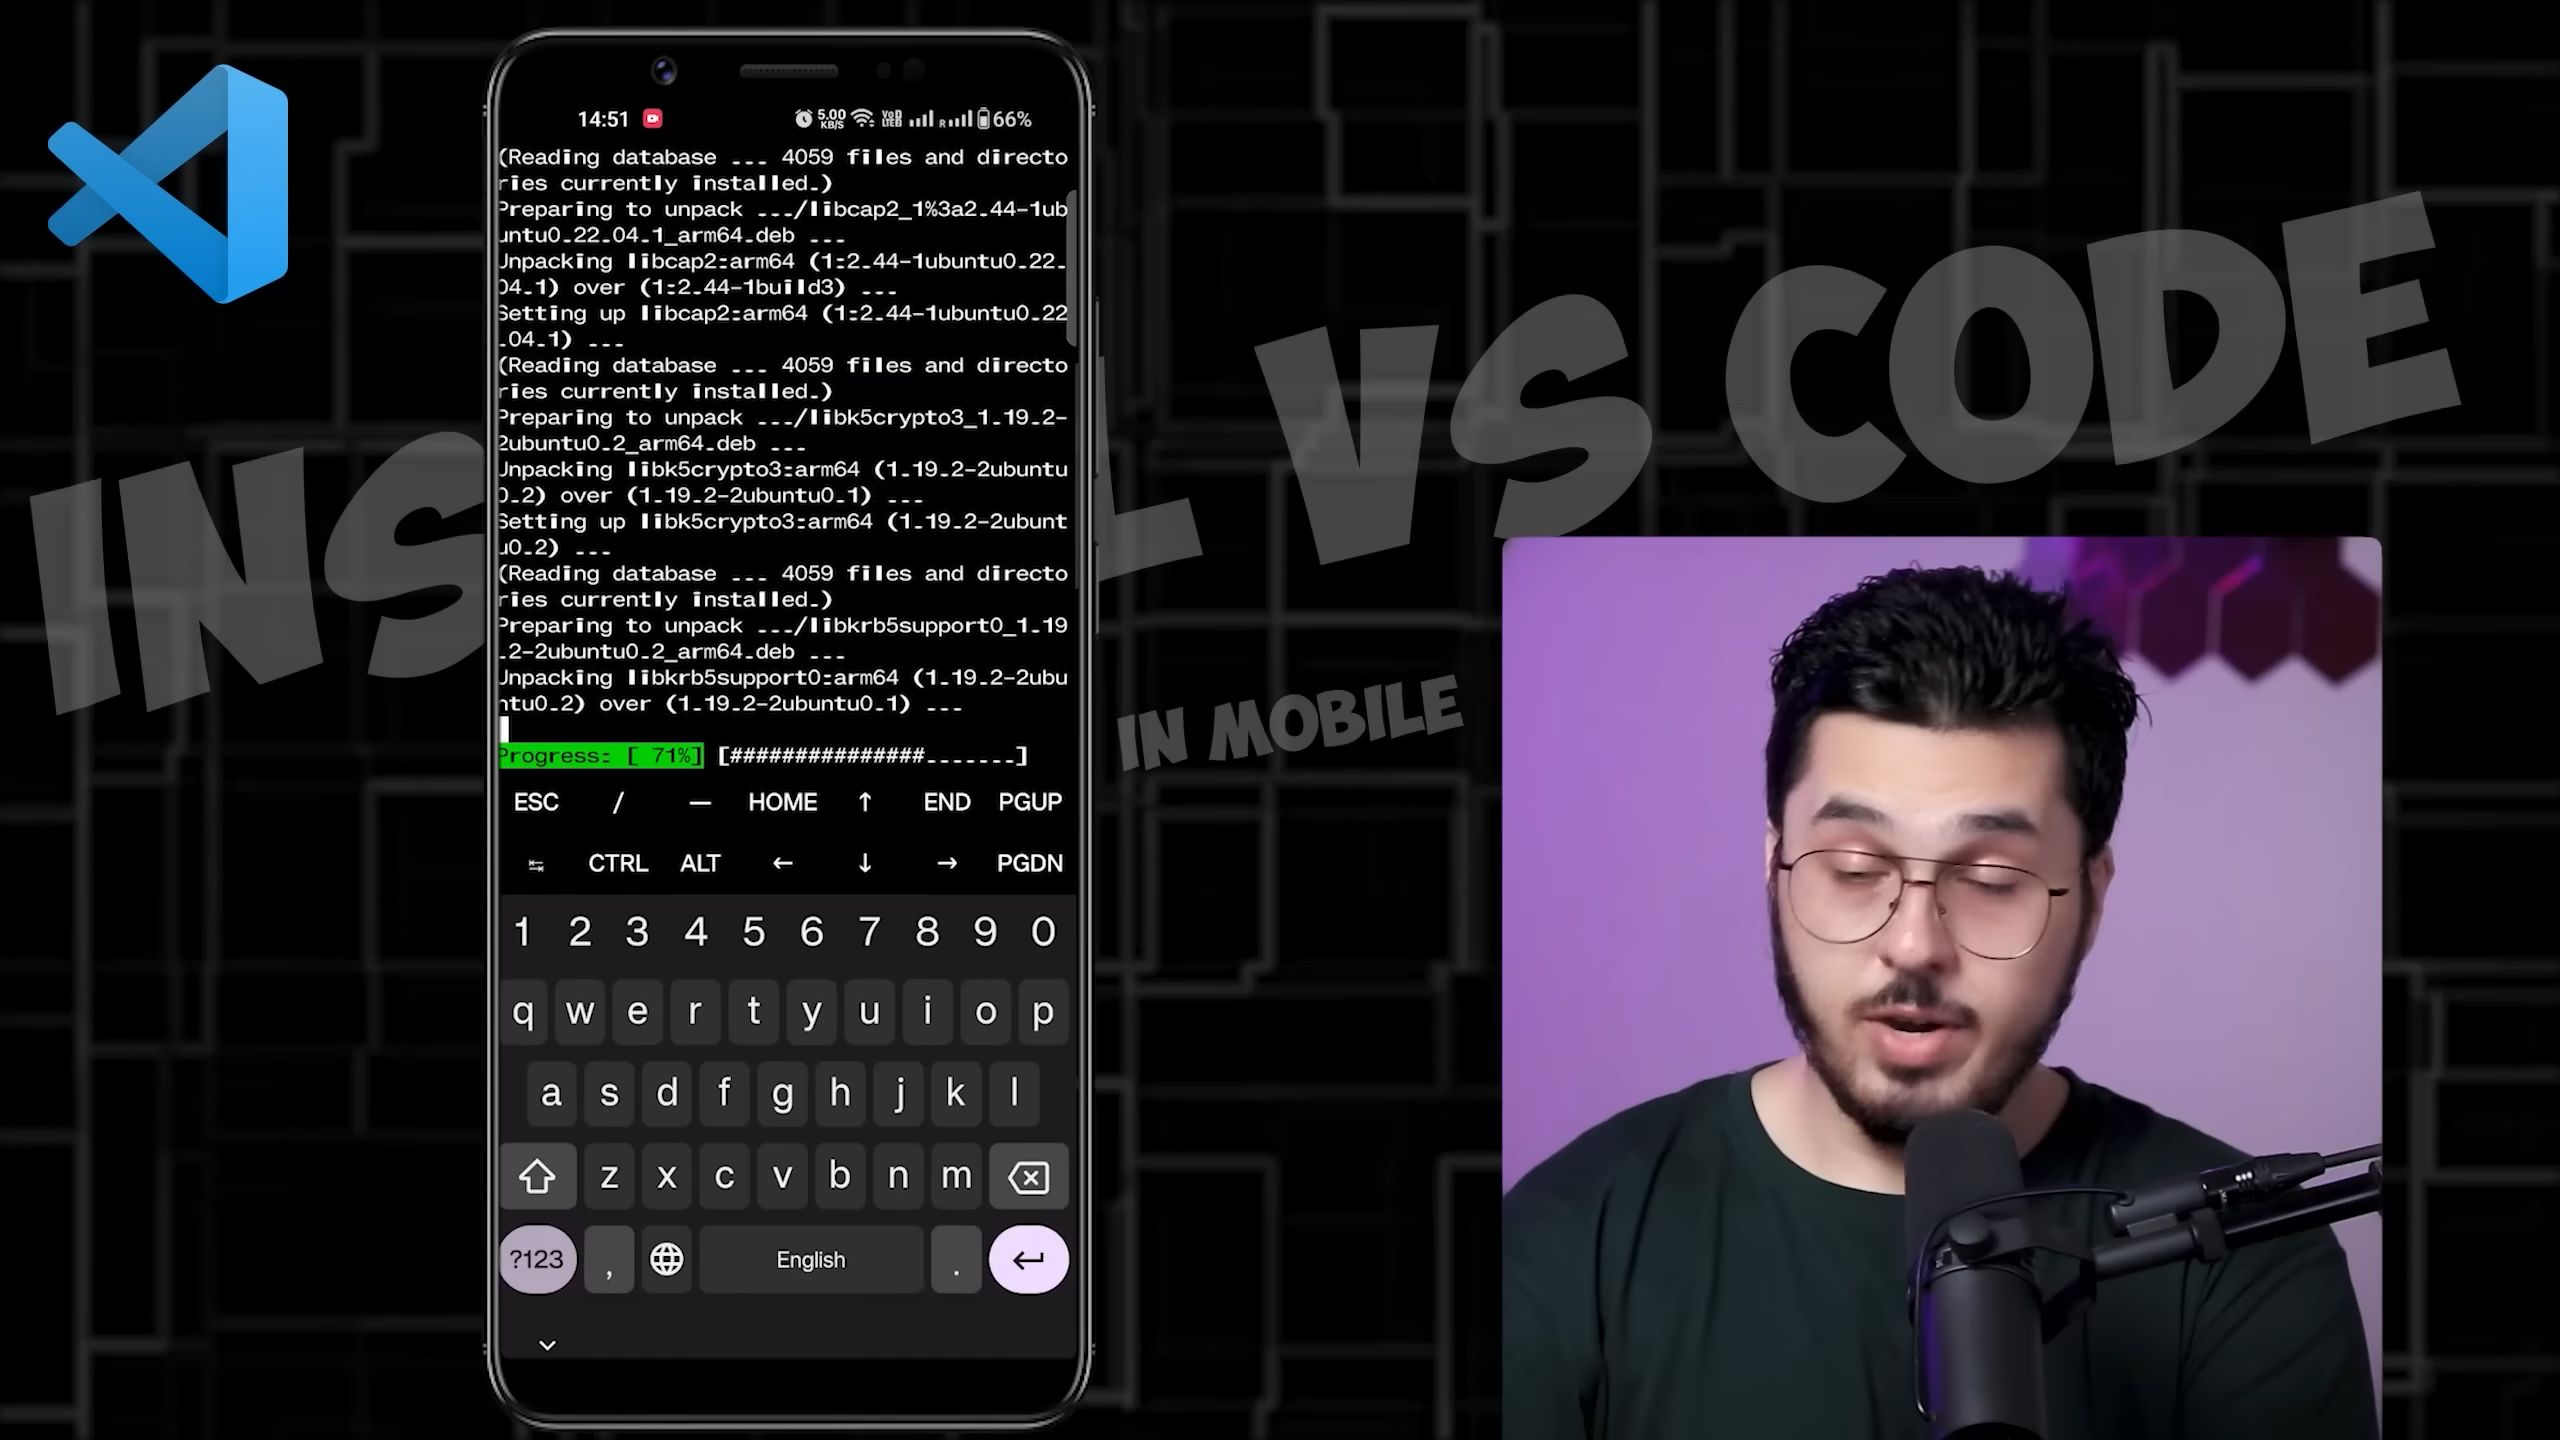 14:51 5.00 KB/S VoD LTED R 66%
(Reading database ... 4059 files and directo
ries currently installed.)
Preparing to unpack .../libcap2_1%3a2.44-1ub
untu0.22.04.1_arm64.deb ...
Unpacking libcap2:arm64 (1:2.44-1ubuntu0.22.
04.1) over (1:2.44-1build3) ...
Setting up libcap2:arm64 (1:2.44-1ubuntu0.22
.04.1) ...
(Reading database ... 4059 files and directo
ries currently installed.)
Preparing to unpack .../libk5crypto3_1.19.2-
2ubuntu0.2_arm64.deb ...
Unpacking libk5crypto3:arm64 (1.19.2-2ubuntu
0.2) over (1.19.2-2ubuntu0.1) ...
Setting up libk5crypto3:arm64 (1.19.2-2ubunt
u0.2) ...
(Reading database ... 4059 files and directo
ries currently installed.)
Preparing to unpack .../libkrb5support0_1.19
.2-2ubuntu0.2_arm64.deb ...
Unpacking libkrb5support0:arm64 (1.19.2-2ubu
ntu0.2) over (1.19.2-2ubuntu0.1) ...
Progress: [ 71%] [###############.......]
ESC / — HOME ↑ END PGUP
⇆ CTRL ALT ← ↓ → PGDN
1 2 3 4 5 6 7 8 9 0
q w e r t y u i o p
a s d f g h j k l
z x c v b n m
?123 , English .
INS L VS CODE
IN MOBILE